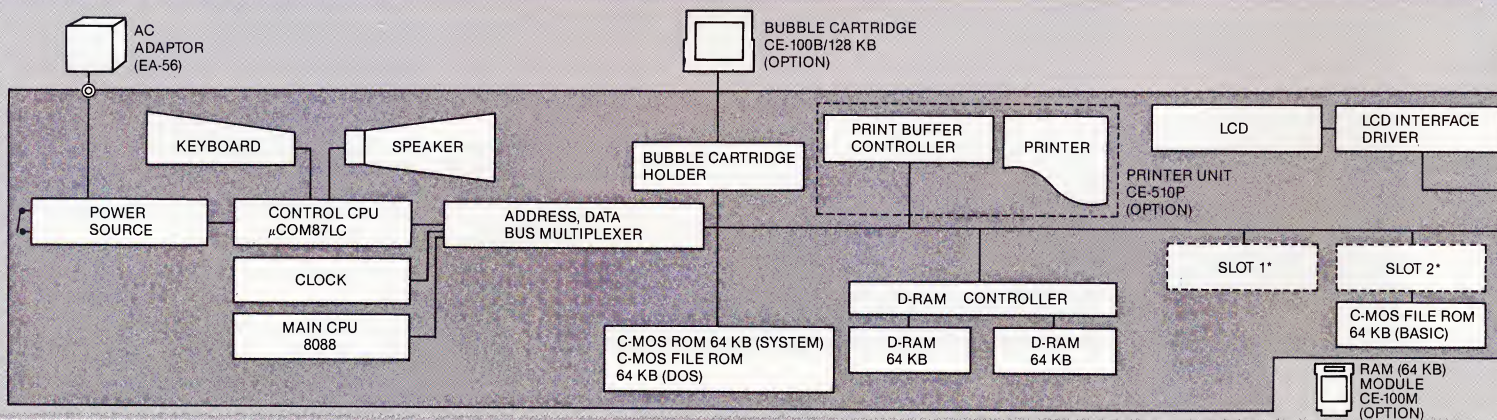 AC
ADAPTOR
(EA-56)
BUBBLE CARTRIDGE
CE-100B/128 KB
(OPTION)
KEYBOARD
SPEAKER
BUBBLE CARTRIDGE
HOLDER
PRINT BUFFER
CONTROLLER
PRINTER
PRINTER UNIT
CE-510P
(OPTION)
LCD
LCD INTERFACE
DRIVER
POWER
SOURCE
CONTROL CPU
μCOM87LC
ADDRESS, DATA
BUS MULTIPLEXER
CLOCK
MAIN CPU
8088
C-MOS ROM 64 KB (SYSTEM)
C-MOS FILE ROM
64 KB (DOS)
D-RAM CONTROLLER
D-RAM
64 KB
D-RAM
64 KB
SLOT 1*
SLOT 2*
C-MOS FILE ROM
64 KB (BASIC)
RAM (64 KB)
MODULE
CE-100M
(OPTION)